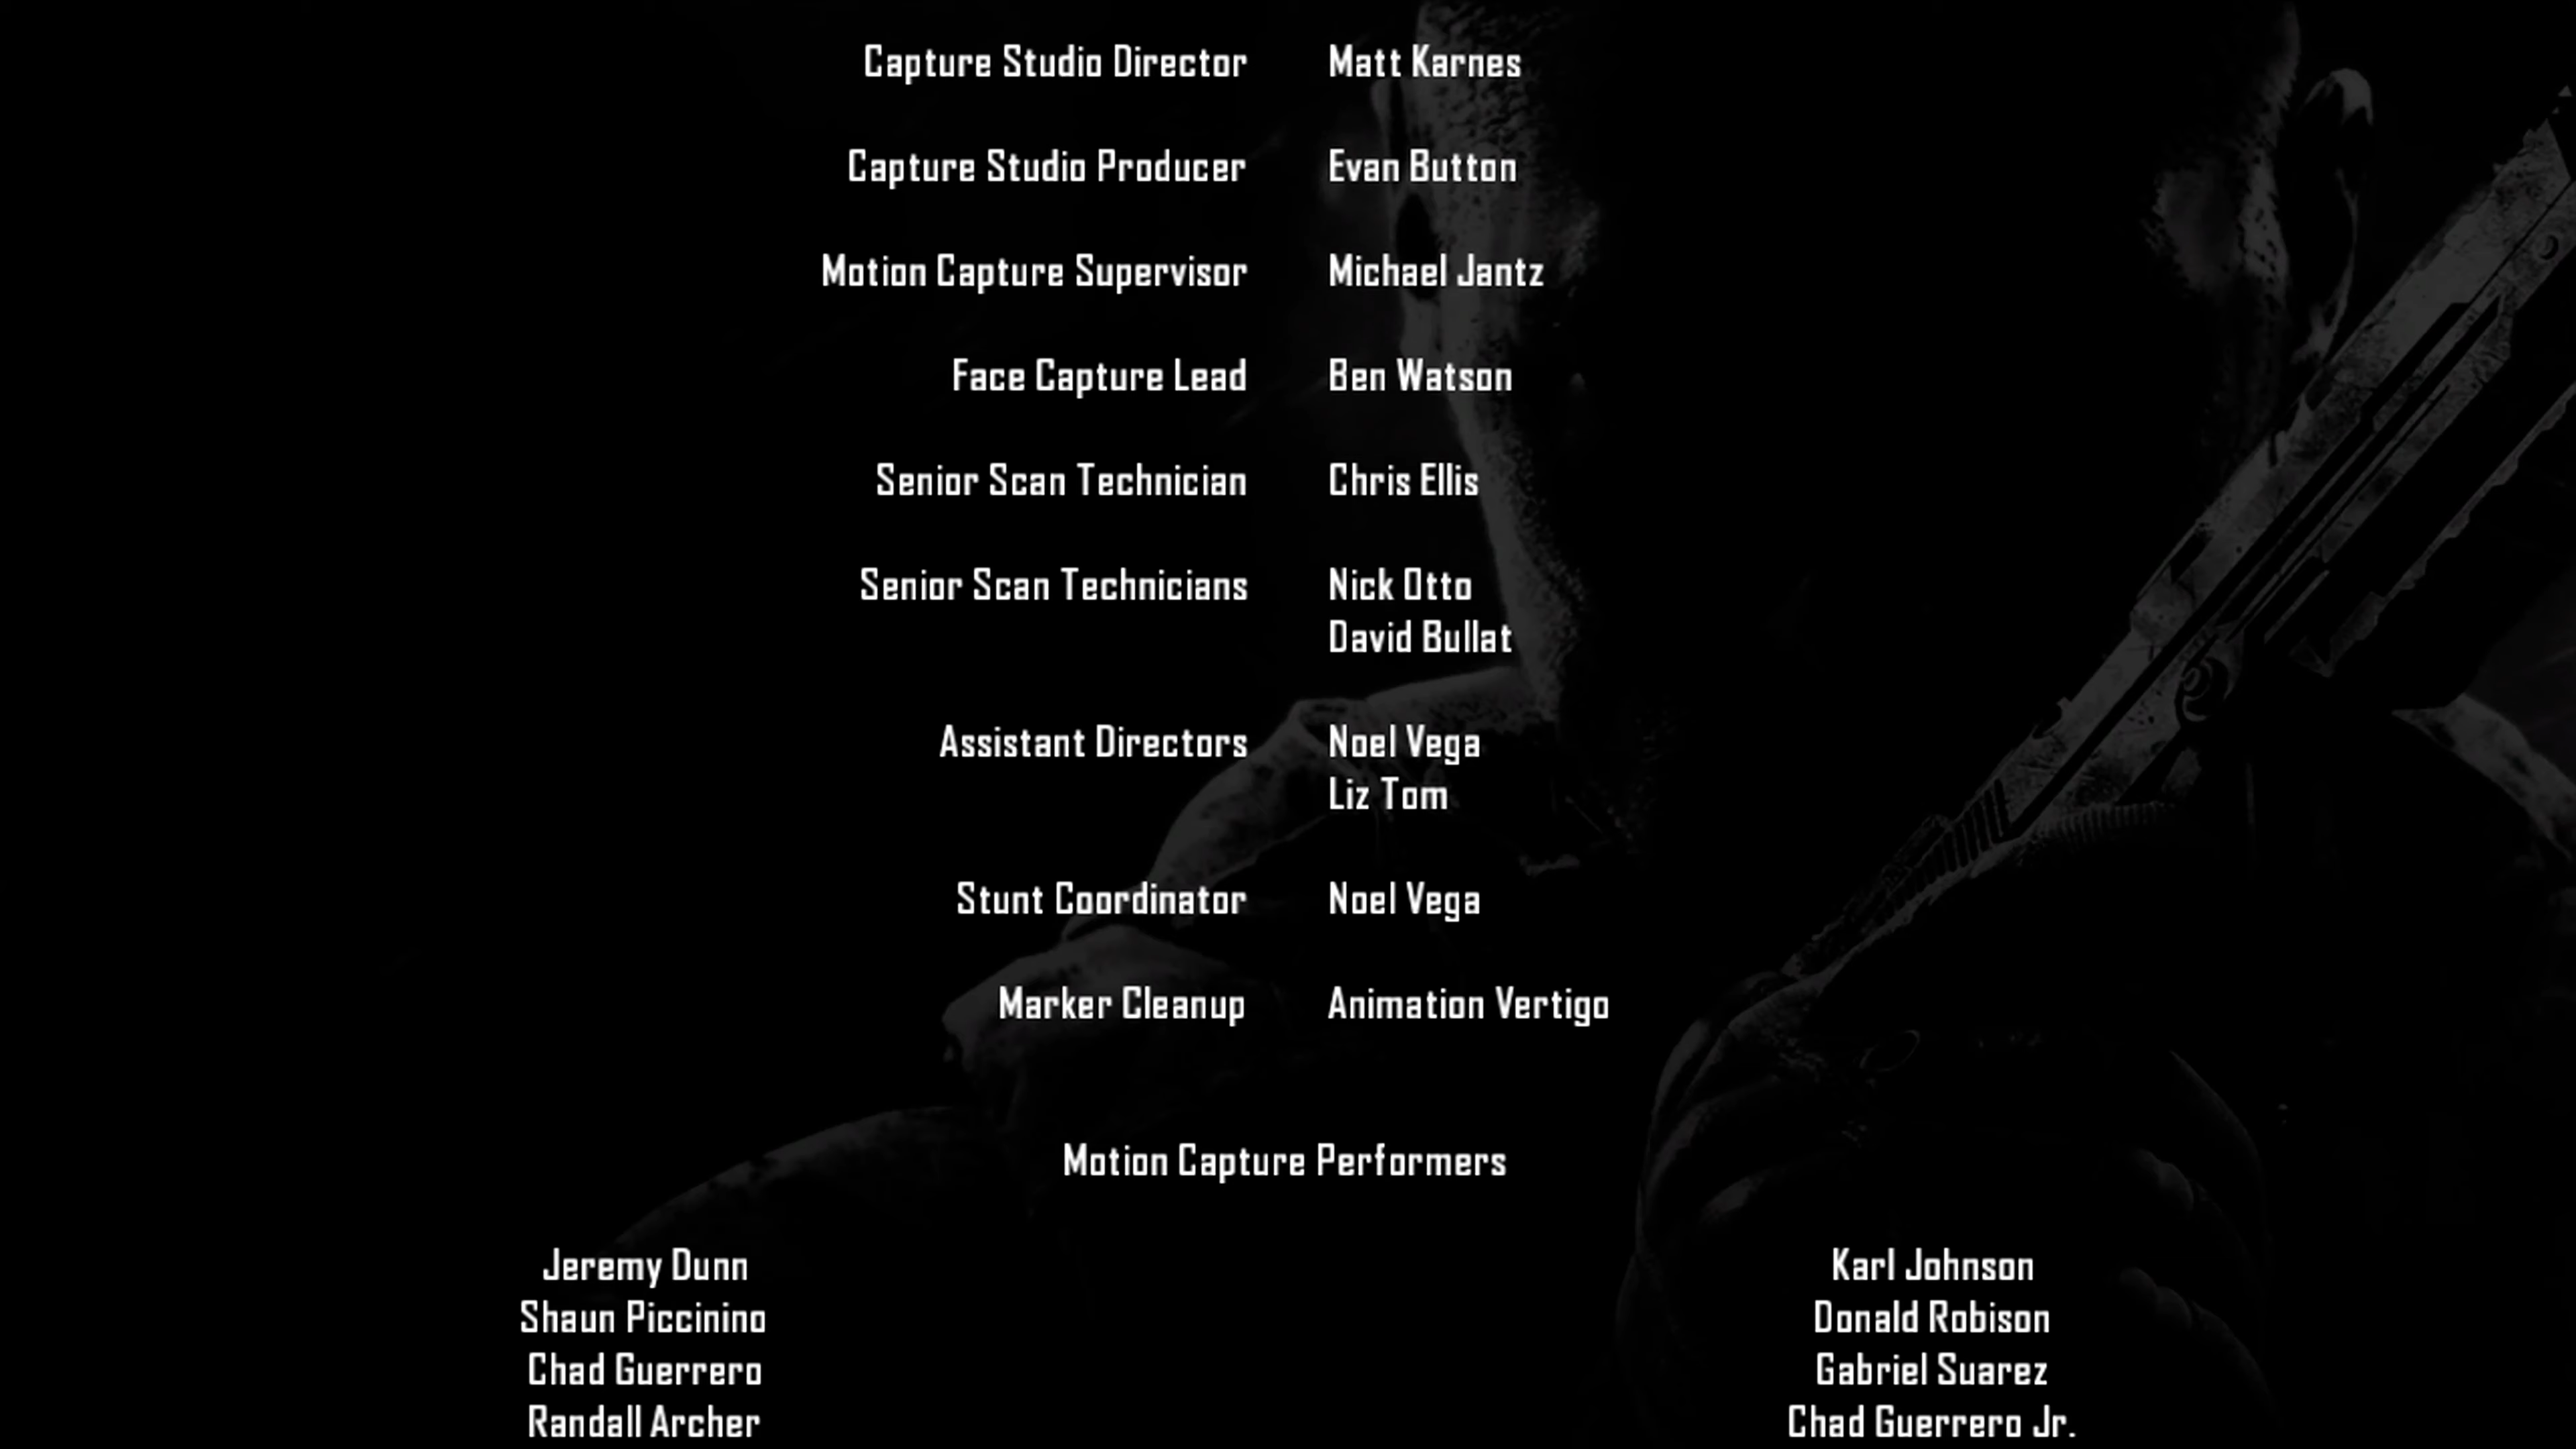 Capture Studio Director Matt Karnes
Capture Studio Producer Evan Button
Motion Capture Supervisor Michael Jantz
Face Capture Lead Ben Watson
Senior Scan Technician Chris Ellis
Senior Scan Technicians Nick Otto
David Bullat
Assistant Directors Noel Vega
Liz Tom
Stunt Coordinator Noel Vega
Marker Cleanup Animation Vertigo
Motion Capture Performers
Jeremy Dunn Karl Johnson
Shaun Piccinino Donald Robison
Chad Guerrero Gabriel Suarez
Randall Archer Chad Guerrero Jr.